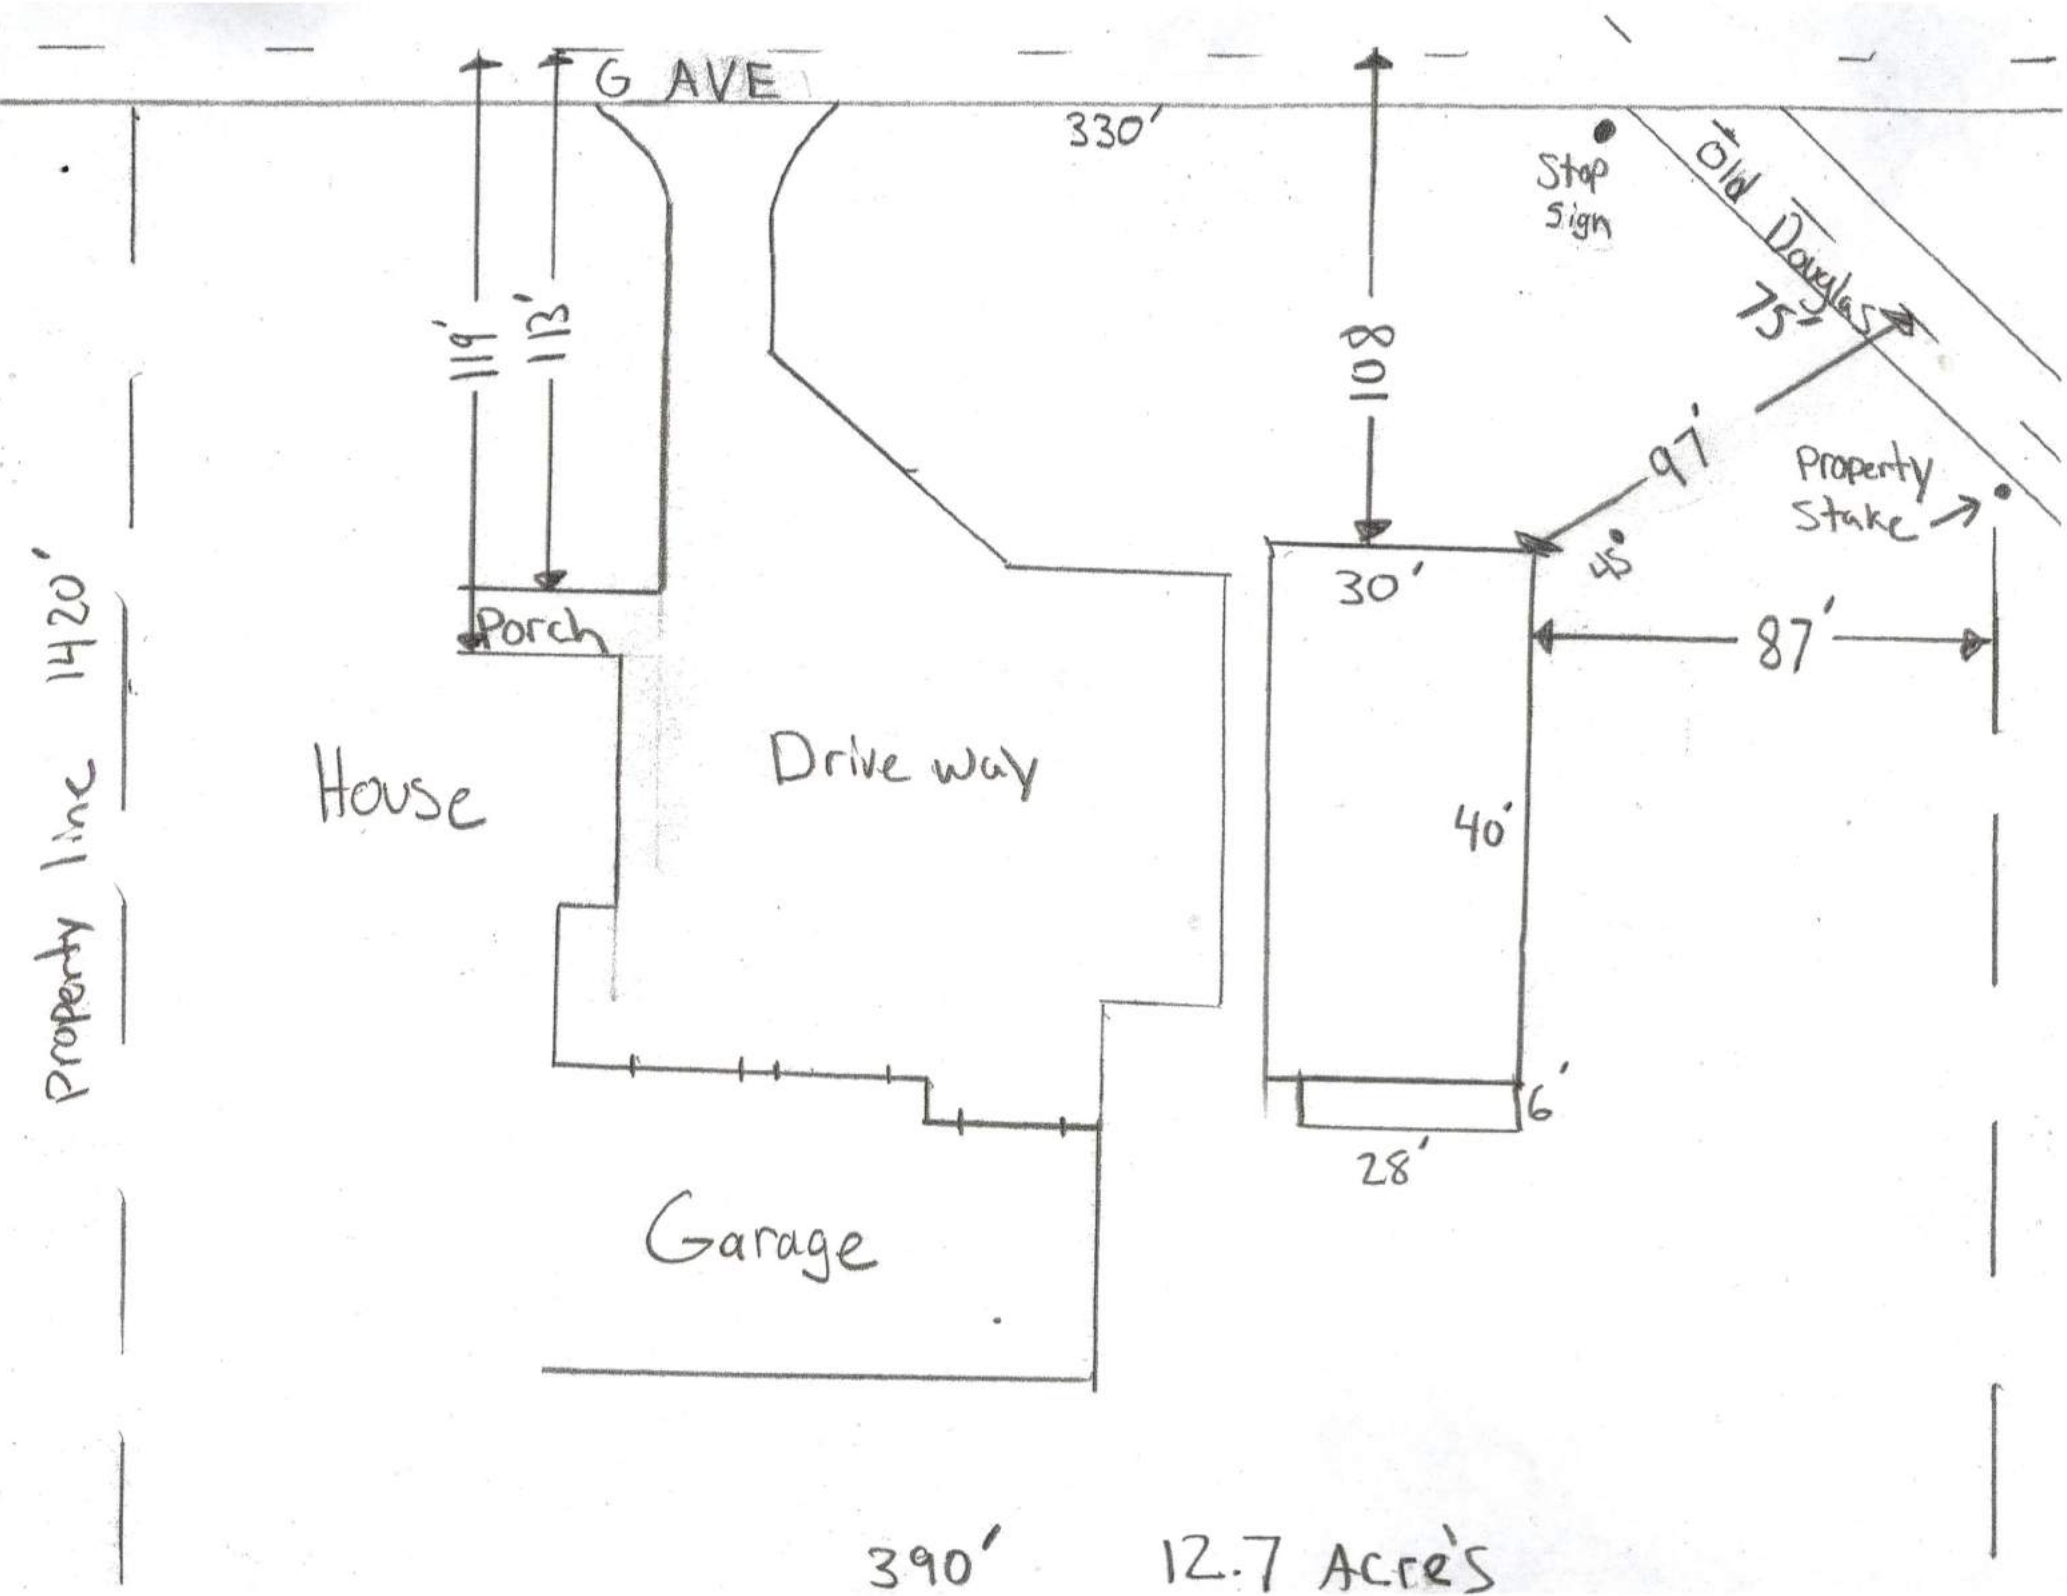 G AVE
330'
Stop
Sign
Old Douglas
75'
119'
113'
108
97'
Property
Stake
45°
30'
87'
Porch
House
Drive way
40'
Property line 1420'
6'
28'
Garage
390'
12.7 Acre's